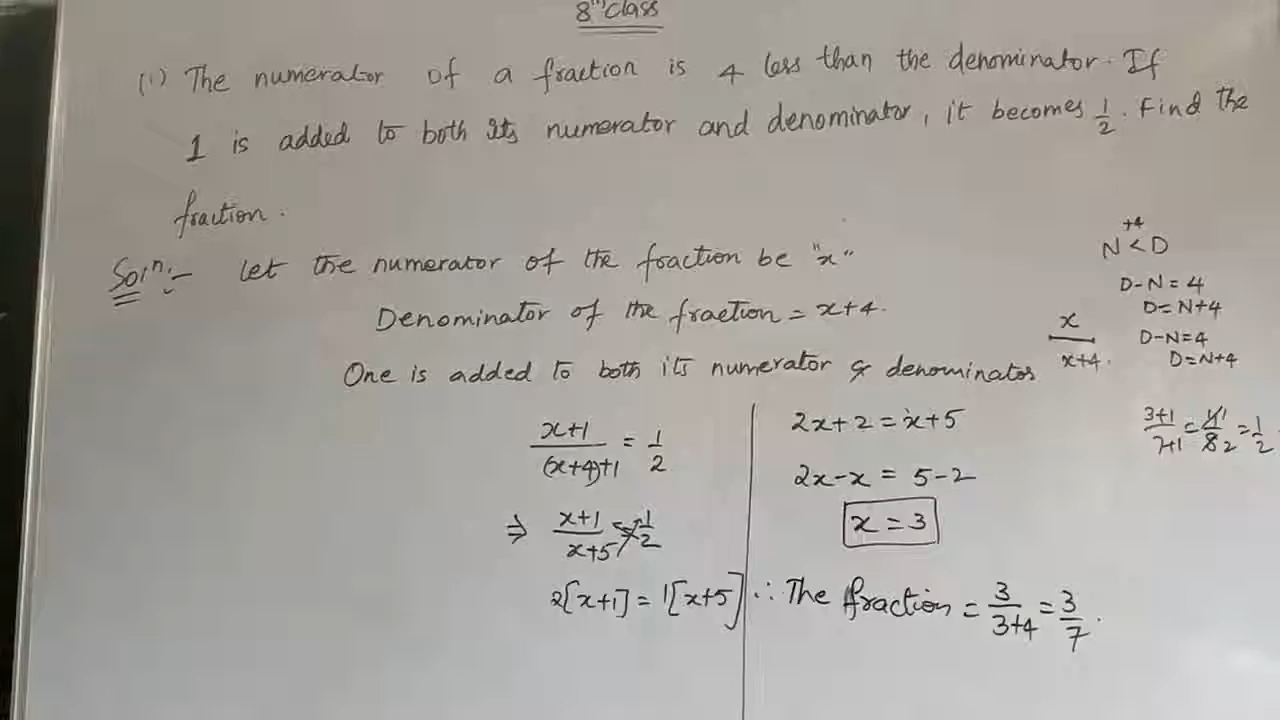 8th class
(1) The numerator of a fraction is 4 less than the denominator. If
1 is added to both its numerator and denominator, it becomes 1/2. Find the
fraction.
Soln:- Let the numerator of the fraction be "x"
Denominator of the fraction = x+4.
One is added to both its numerator & denominator
(x+1)/((x+4)+1) = 1/2
⇒ (x+1)/(x+5) = 1/2
2[x+1] = 1[x+5]
2x+2 = x+5
2x-x = 5-2
x = 3
∴ The fraction = 3/(3+4) = 3/7.
+4
N < D
D-N = 4
D = N+4
D-N=4
D = N+4
x/(x+4).
(3+1)/(7+1) = 4 1/8 2 = 1/2